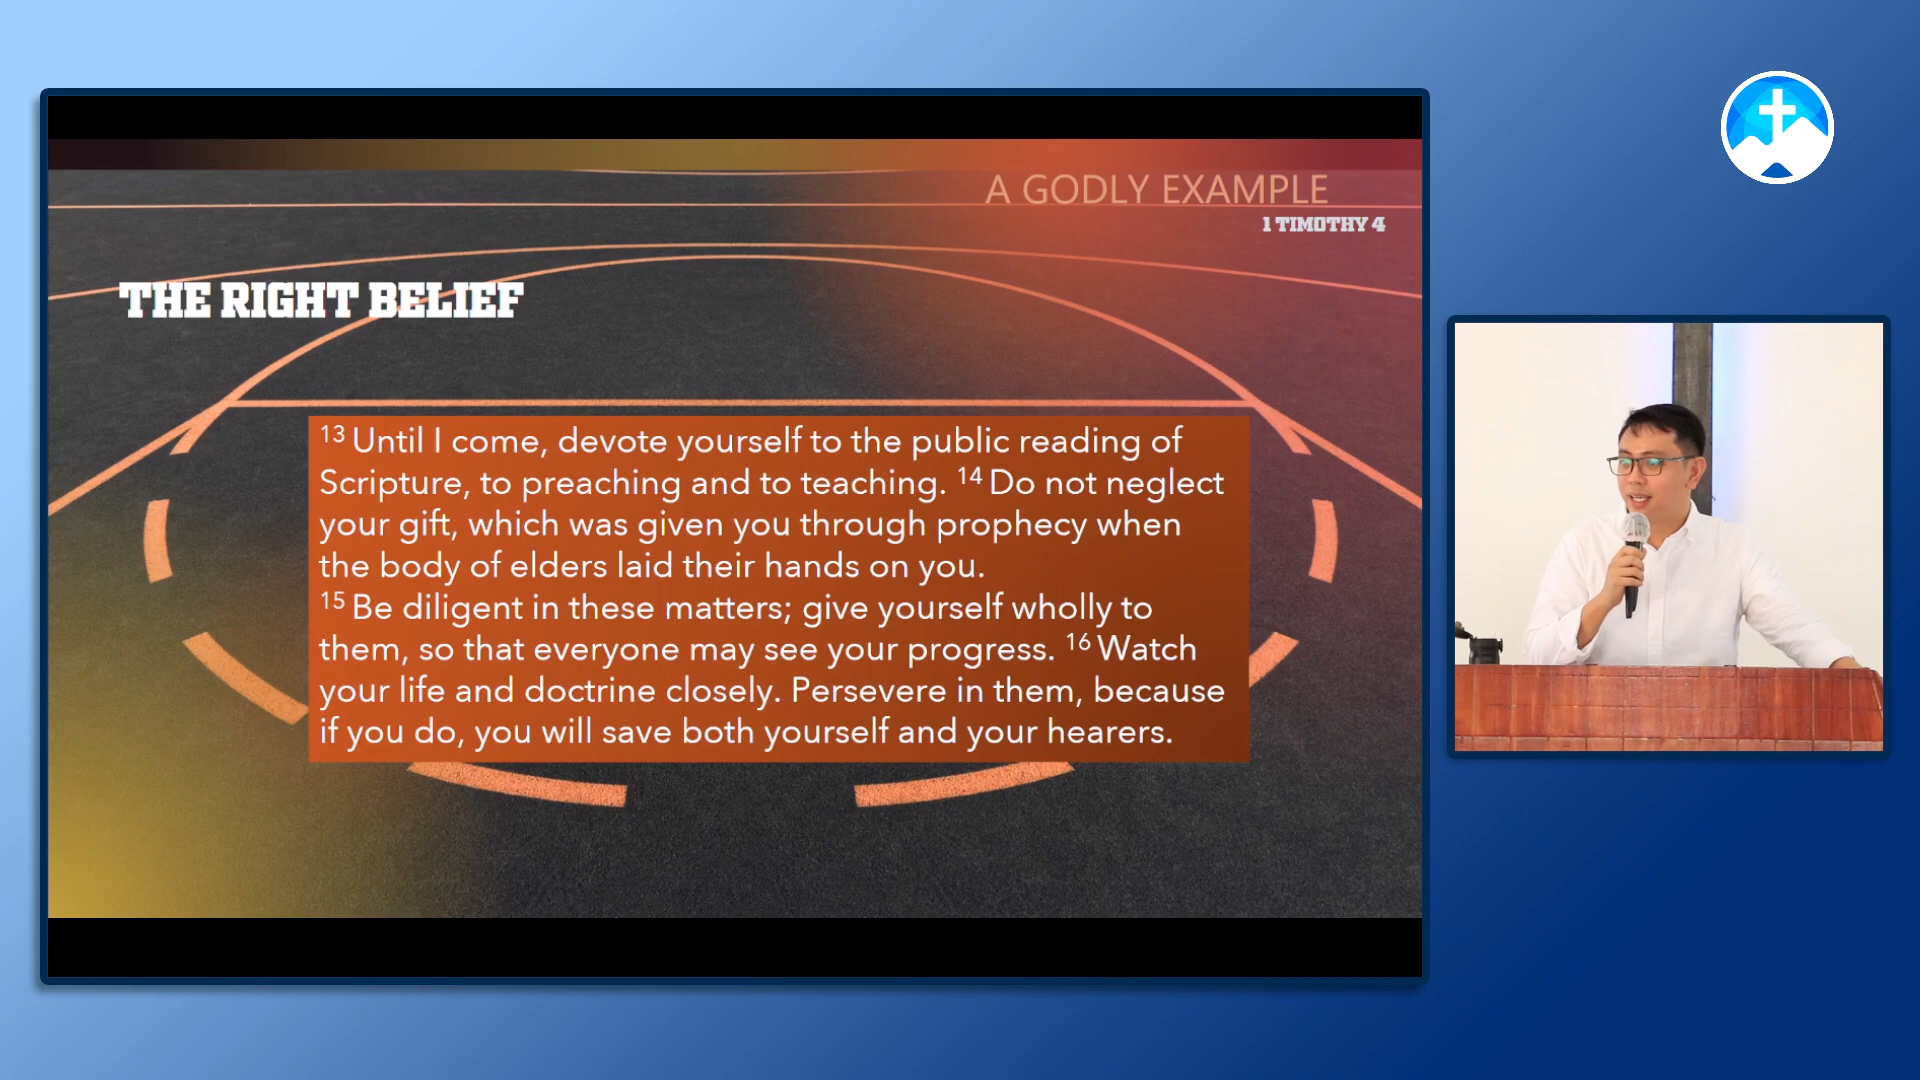 A GODLY EXAMPLE
1 TIMOTHY 4
THE RIGHT BELIEF
13 Until I come, devote yourself to the public reading of
Scripture, to preaching and to teaching. 14 Do not neglect
your gift, which was given you through prophecy when
the body of elders laid their hands on you.
15 Be diligent in these matters; give yourself wholly to
them, so that everyone may see your progress. 16 Watch
your life and doctrine closely. Persevere in them, because
if you do, you will save both yourself and your hearers.